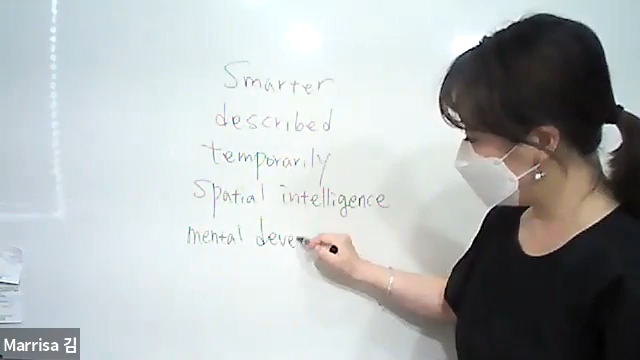 Smarter
described
temporarily
Spatial intelligence
mental deve
Marrisa 김